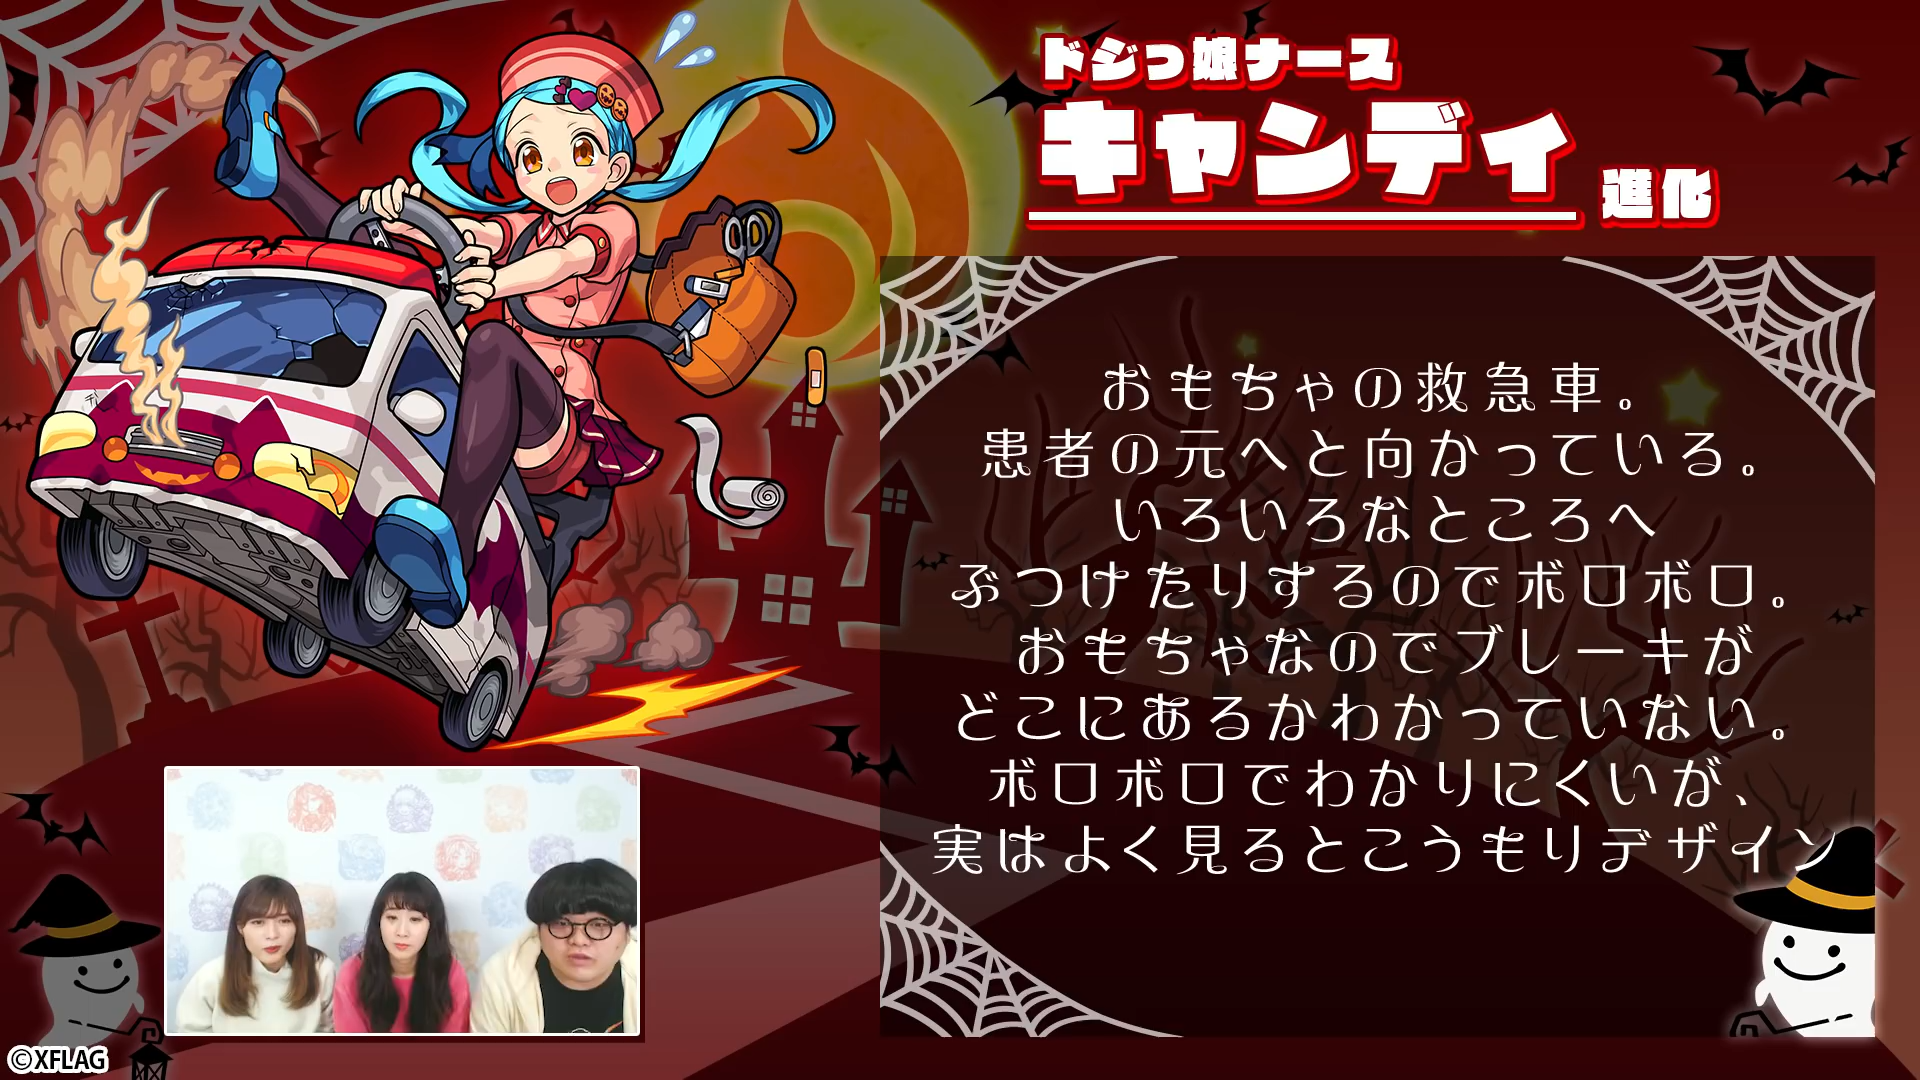 ドジっ娘ナース
キャンディ 進化
おもちゃの救急車。
患者の元へと向かっている。
いろいろなところへ
ぶつけたりするのでボロボロ。
おもちゃなのでブレーキが
どこにあるかわかっていない。
ボロボロでわかりにくいが、
実はよく見るとこうもりデザイン
©XFLAG